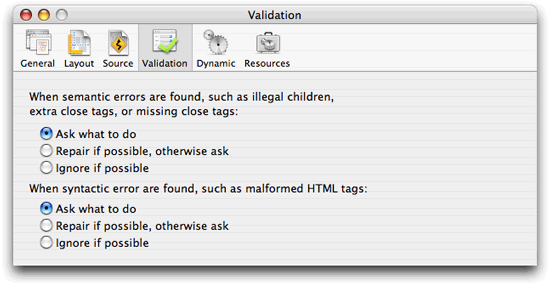 Validation
General Layout Source Validation Dynamic Resources
When semantic errors are found, such as illegal children,
extra close tags, or missing close tags:
Ask what to do
Repair if possible, otherwise ask
Ignore if possible
When syntactic error are found, such as malformed HTML tags:
Ask what to do
Repair if possible, otherwise ask
Ignore if possible